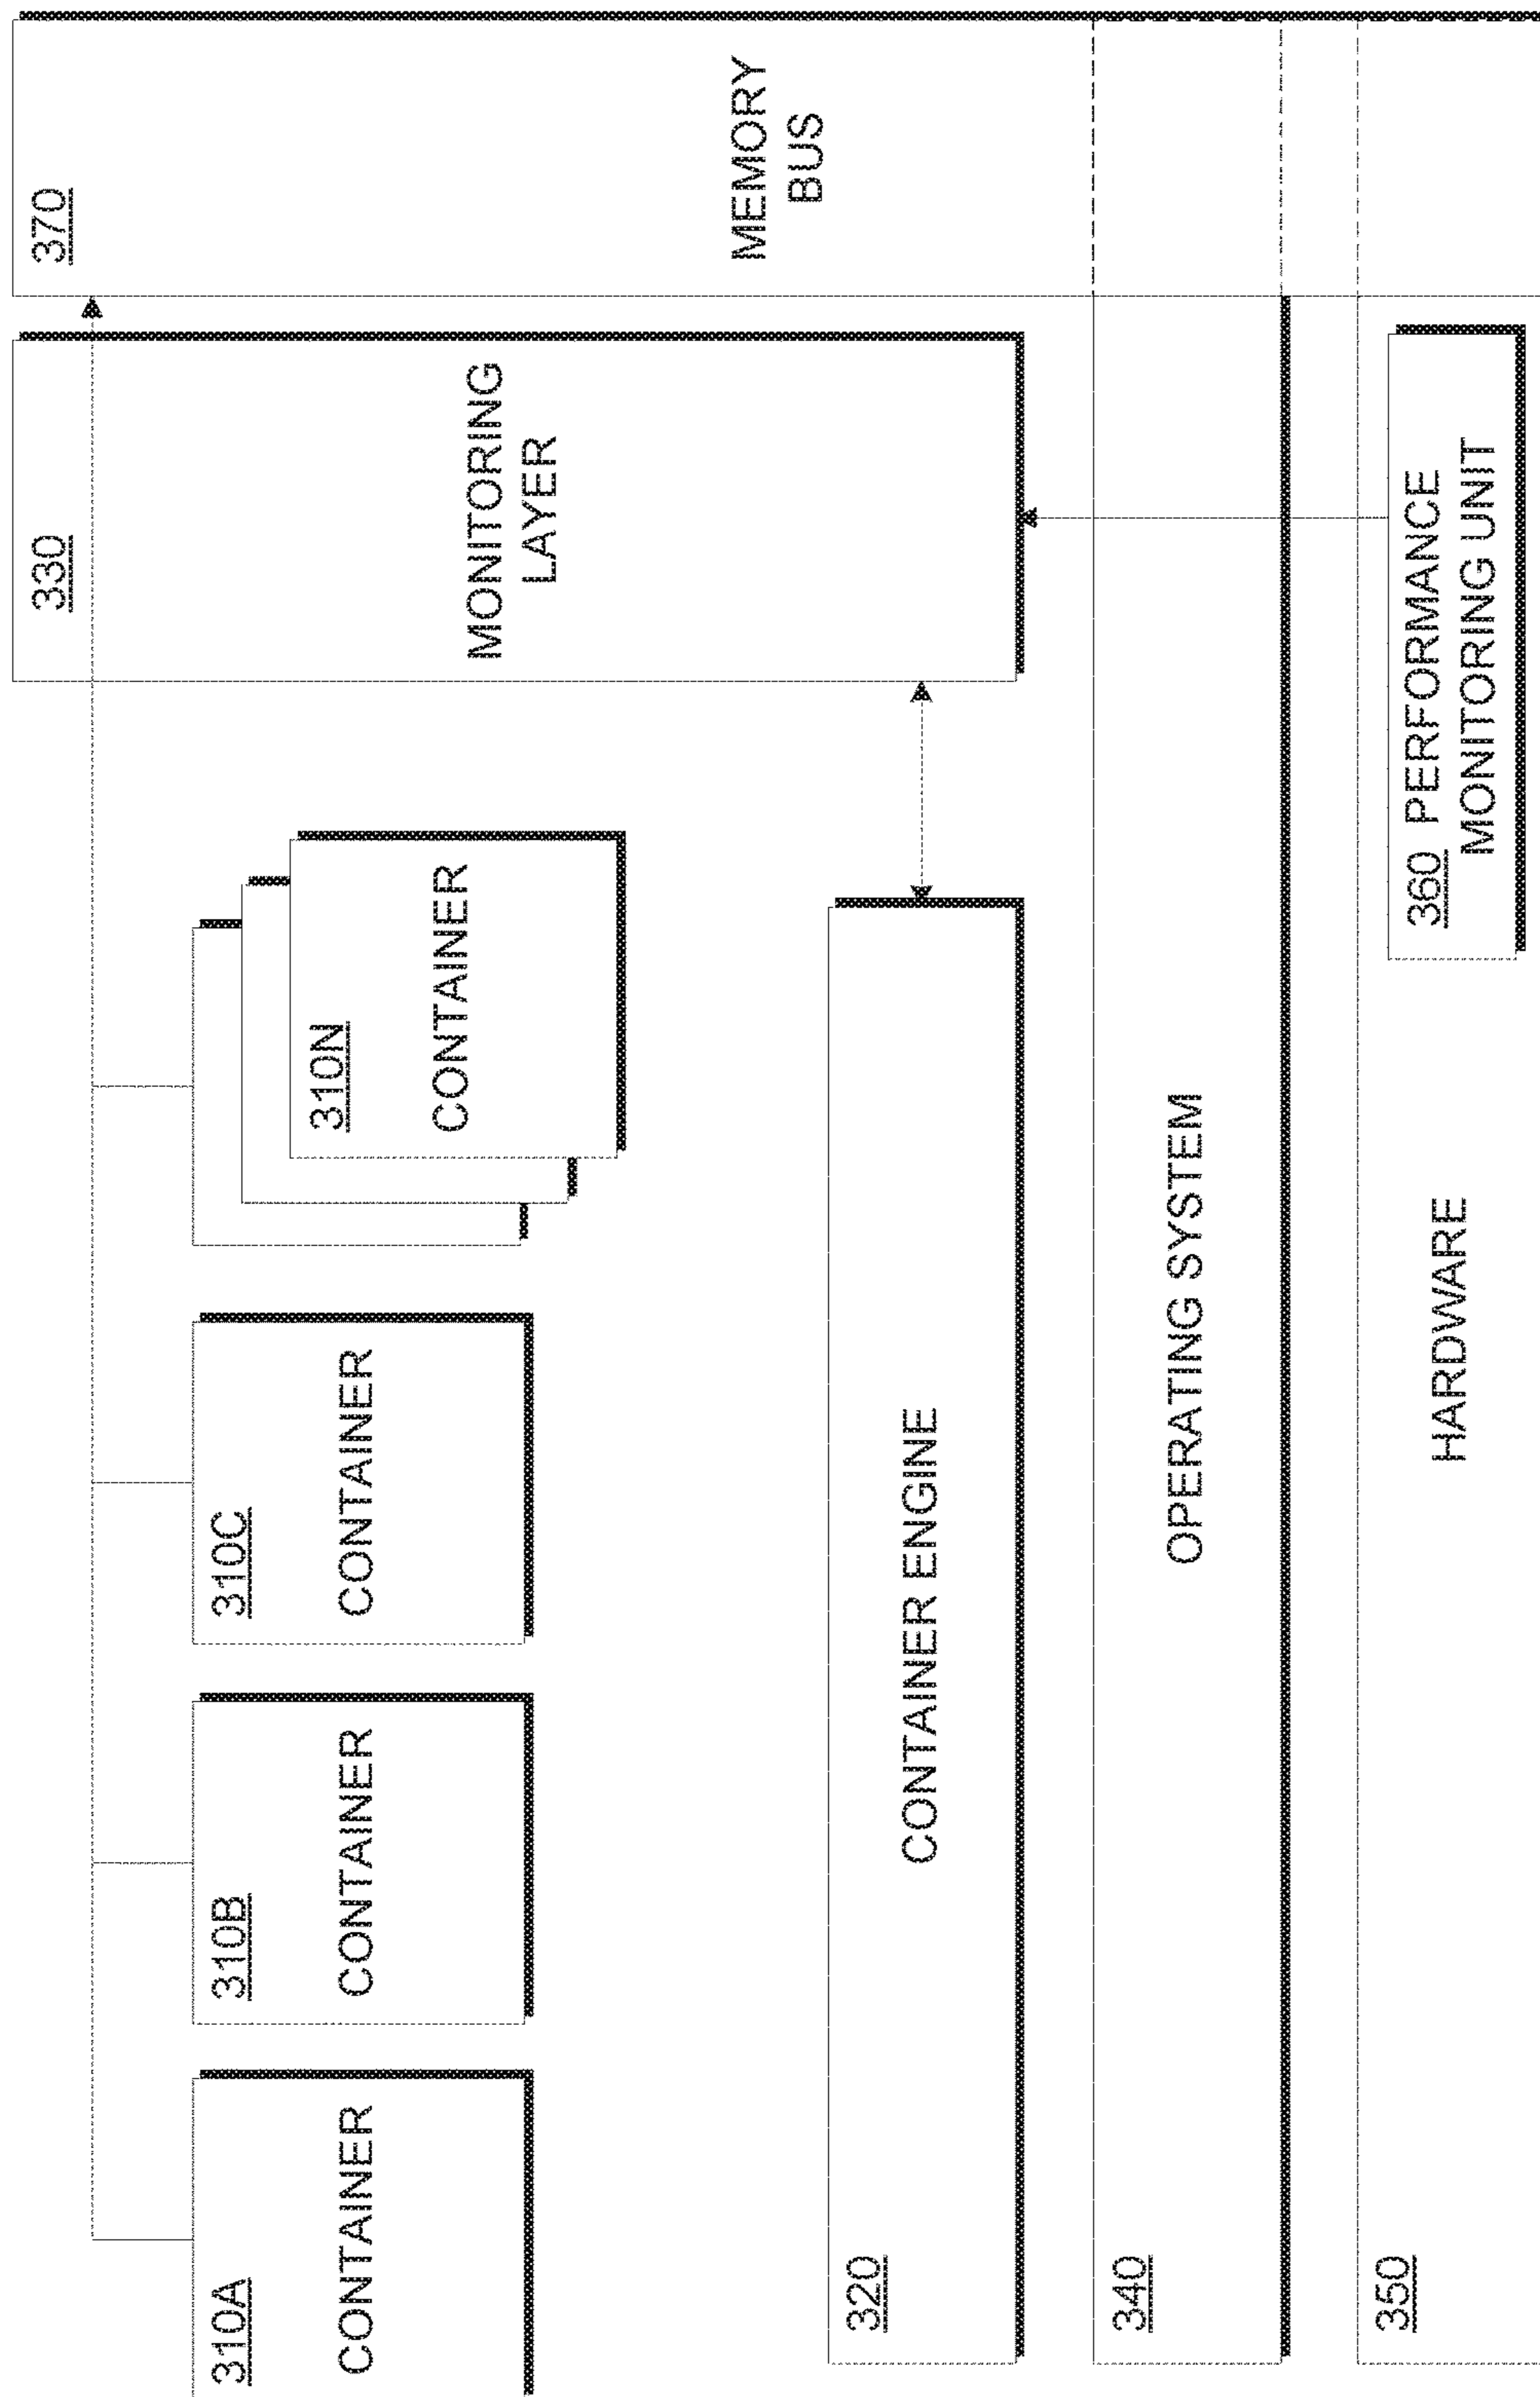 310A
CONTAINER
310B
CONTAINER
310C
CONTAINER
310N
CONTAINER
330
MONITORING
LAYER
370
MEMORY
BUS
320
CONTAINER ENGINE
340
OPERATING SYSTEM
350
HARDWARE
360 PERFORMANCE
MONITORING UNIT